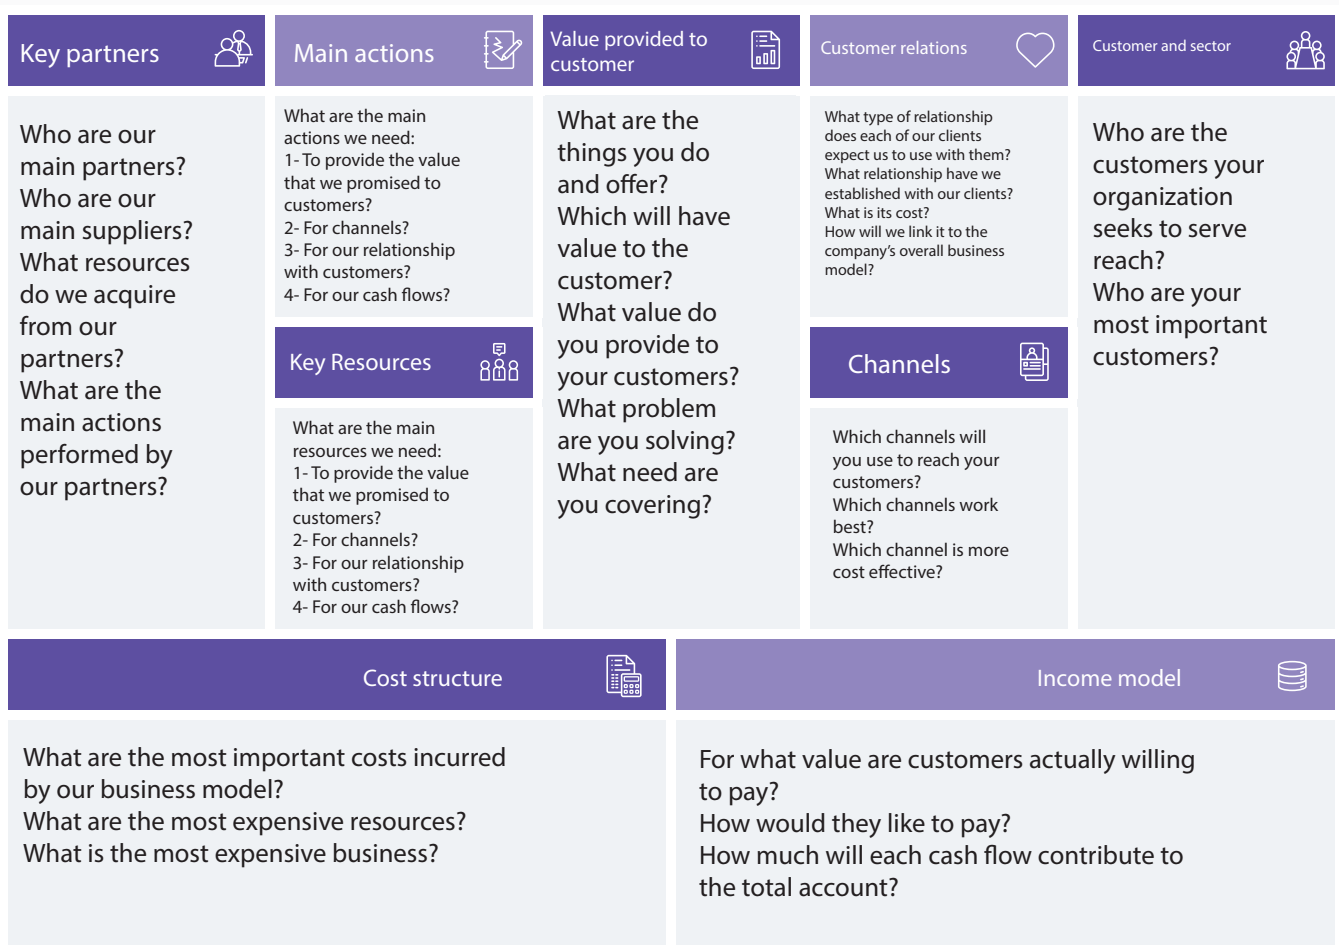 Key partners
Who are our
main partners?
Who are our
main suppliers?
What resources
do we acquire
from our
partners?
What are the
main actions
performed by
our partners?
Main actions
What are the main
actions we need:
1- To provide the value
that we promised to
customers?
2- For channels?
3- For our relationship
with customers?
4- For our cash flows?
Key Resources
What are the main
resources we need:
1- To provide the value
that we promised to
customers?
2- For channels?
3- For our relationship
with customers?
4- For our cash flows?
Value provided to
customer
What are the
things you do
and offer?
Which will have
value to the
customer?
What value do
you provide to
your customers?
What problem
are you solving?
What need are
you covering?
Customer relations
What type of relationship
does each of our clients
expect us to use with them?
What relationship have we
established with our clients?
What is its cost?
How will we link it to the
company's overall business
model?
Channels
Which channels will
you use to reach your
customers?
Which channels work
best?
Which channel is more
cost effective?
Customer and sector
Who are the
customers your
organization
seeks to serve
reach?
Who are your
most important
customers?
Cost structure
What are the most important costs incurred
by our business model?
What are the most expensive resources?
What is the most expensive business?
Income model
For what value are customers actually willing
to pay?
How would they like to pay?
How much will each cash flow contribute to
the total account?